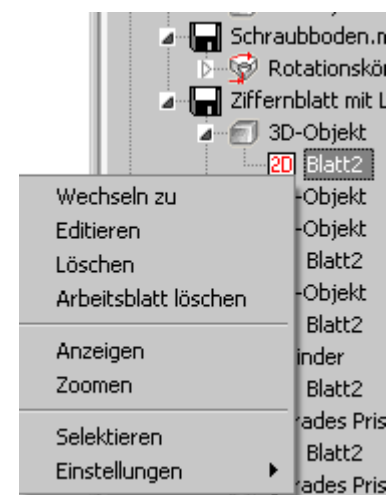 Schraubboden.m
Rotationskör
Ziffernblatt mit L
3D-Objekt
2D Blatt2
Wechseln zu
-Objekt
Editieren
-Objekt
Löschen
Blatt2
Arbeitsblatt löschen
-Objekt
Blatt2
Anzeigen
inder
Zoomen
Blatt2
rades Pris
Selektieren
Blatt2
Einstellungen
rades Pris